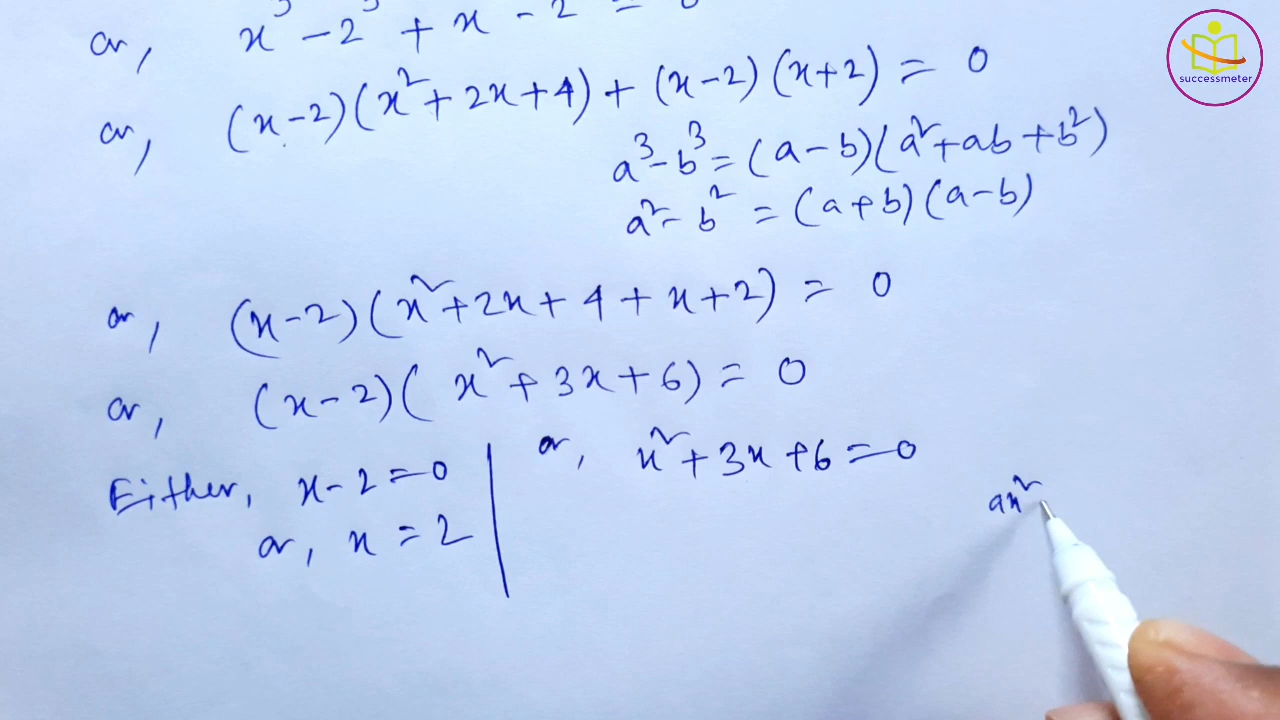 or, x³ - 2³ + x - 2 = 0
or, (x-2)(x²+2x+4)+(x-2)(x+2) = 0
a³-b³ = (a-b)(a²+ab+b²)
a²-b² = (a+b)(a-b)
or, (x-2)(x²+2x+4+x+2) = 0
or, (x-2)(x²+3x+6) = 0
Either, x-2=0
or, x = 2
or, x²+3x+6=0
ax²
successmeter